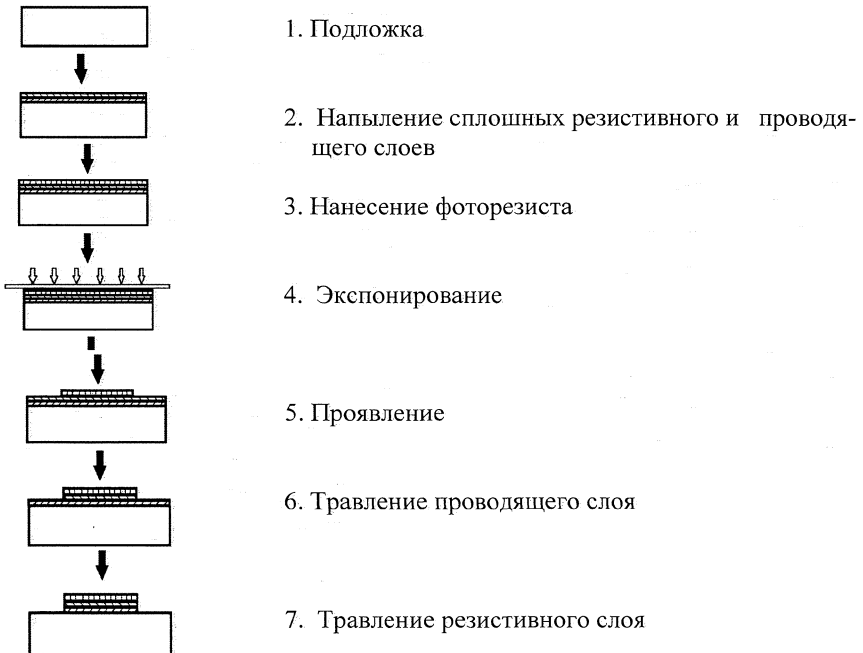 1. Подложка
2. Напыление сплошных резистивного и проводя-
щего слоев
3. Нанесение фоторезиста
4. Экспонирование
5. Проявление
6. Травление проводящего слоя
7. Травление резистивного слоя